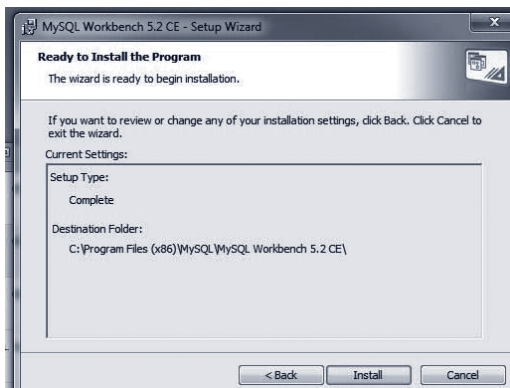 MySQL Workbench 5.2 CE - Setup Wizard
Ready to Install the Program
The wizard is ready to begin installation.
If you want to review or change any of your installation settings, click Back. Click Cancel to
exit the wizard.
Current Settings:
Setup Type:
Complete
Destination Folder:
C:\Program Files (x86)\MySQL\MySQL Workbench 5.2 CE\
< Back
Install
Cancel